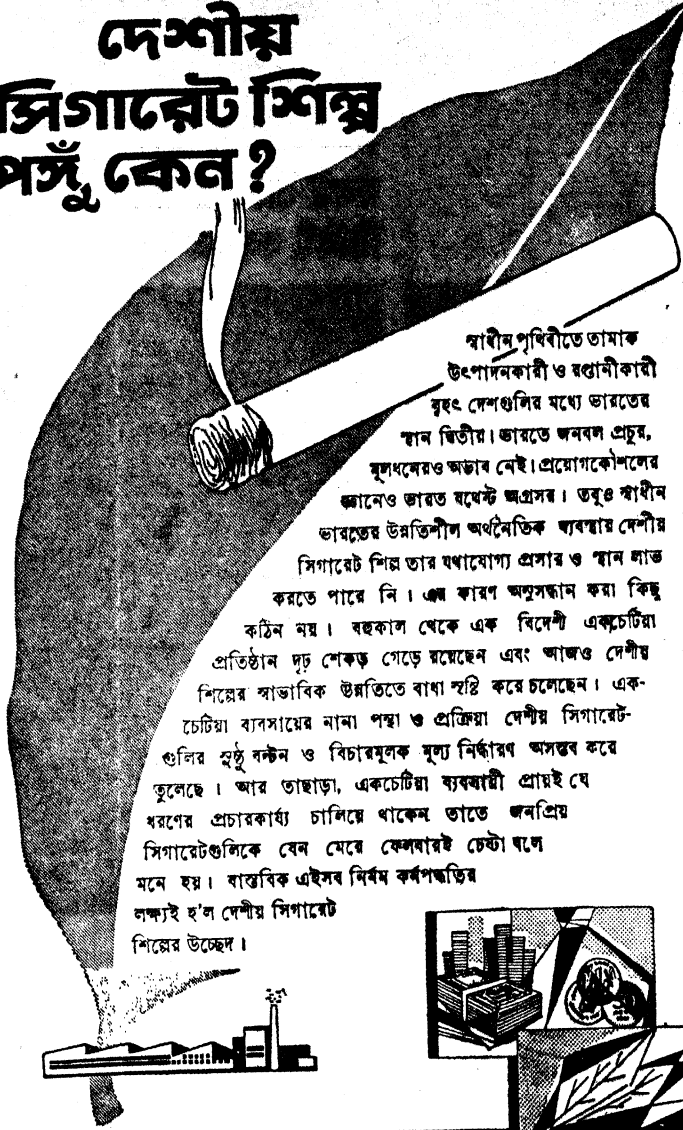 দেশীয়
সিগারেট শিল্প
পঙ্গু কেন?
স্বাধীন পৃথিবীতে তামাক
উৎপাদনকারী ও রপ্তানীকারী
বৃহৎ দেশগুলির মধ্যে ভারতের
স্থান দ্বিতীয়। ভারতে জনবল প্রচুর,
মূলধনেরও অভাব নেই। প্রয়োগকৌশলের
জ্ঞানেও ভারত যথেস্ট অগ্রসর। তবুও স্বাধীন
ভারতের উন্নতিশীল অর্থনৈতিক ব্যবস্থায় দেশীয়
সিগারেট শিল্প তার যথাযোগ্য প্রসার ও স্থান লাভ
করতে পারে নি। এর কারণ অনুসন্ধান করা কিছু
কঠিন নয়। বহুকাল থেকে এক বিদেশী একচেটিয়া
প্রতিষ্ঠান দৃঢ় শেকড় গেড়ে রয়েছেন এবং আজও দেশীয়
শিল্পের স্বাভাবিক উন্নতিতে বাধা সৃষ্টি করে চলেছেন। এক-
চেটিয়া ব্যবসায়ের নানা পন্থা ও প্রক্রিয়া দেশীয় সিগারেট-
গুলির সুষ্ঠু বন্টন ও বিচারমূলক মূল্য নির্দ্ধারণ অসম্ভব করে
তুলেছে। আর তাছাড়া, একচেটিয়া ব্যবসায়ী প্রায়ই যে
ধরণের প্রচারকার্য্য চালিয়ে থাকেন তাতে জনপ্রিয়
সিগারেটগুলিকে যেন মেরে ফেলবারই চেষ্টা বলে
মনে হয়। বাস্তবিক এইসব নির্মম কর্মপদ্ধতির
লক্ষ্যই হ'ল দেশীয় সিগারেট
শিল্পের উচ্ছেদ।